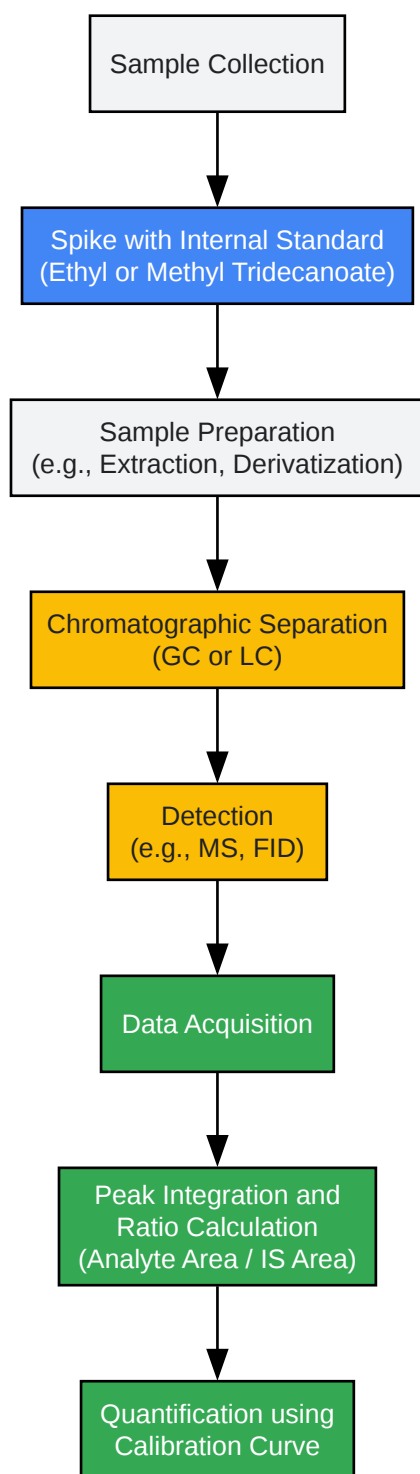 Sample Collection
Spike with Internal Standard
(Ethyl or Methyl Tridecanoate)
Sample Preparation
(e.g., Extraction, Derivatization)
Chromatographic Separation
(GC or LC)
Detection
(e.g., MS, FID)
Data Acquisition
Peak Integration and
Ratio Calculation
(Analyte Area / IS Area)
Quantification using
Calibration Curve